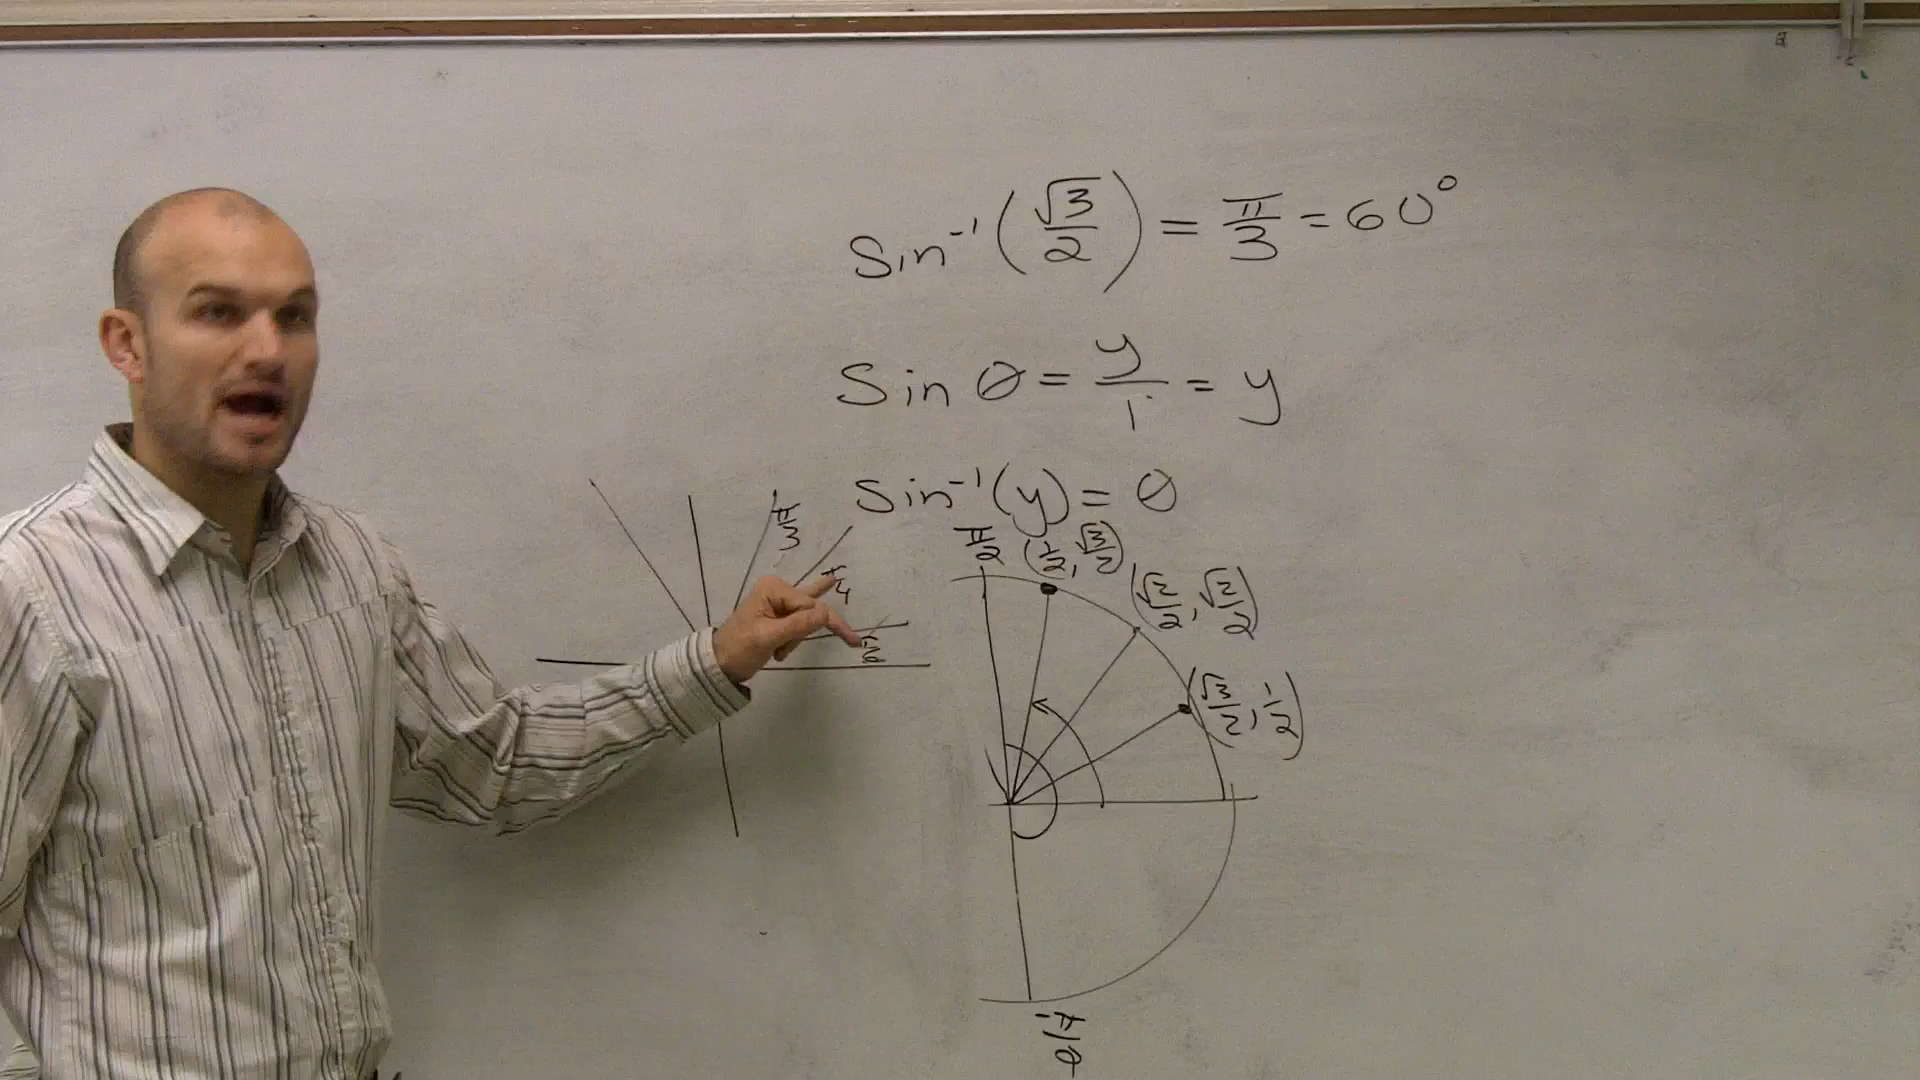 sin⁻¹(√3/2) = π/3 = 60°
Sin θ = y/1 = y
Sin⁻¹(y) = θ
π/3
π/4
π/6
π/2
(1/2, √3/2)
(√2/2, √2/2)
(√3/2, 1/2)